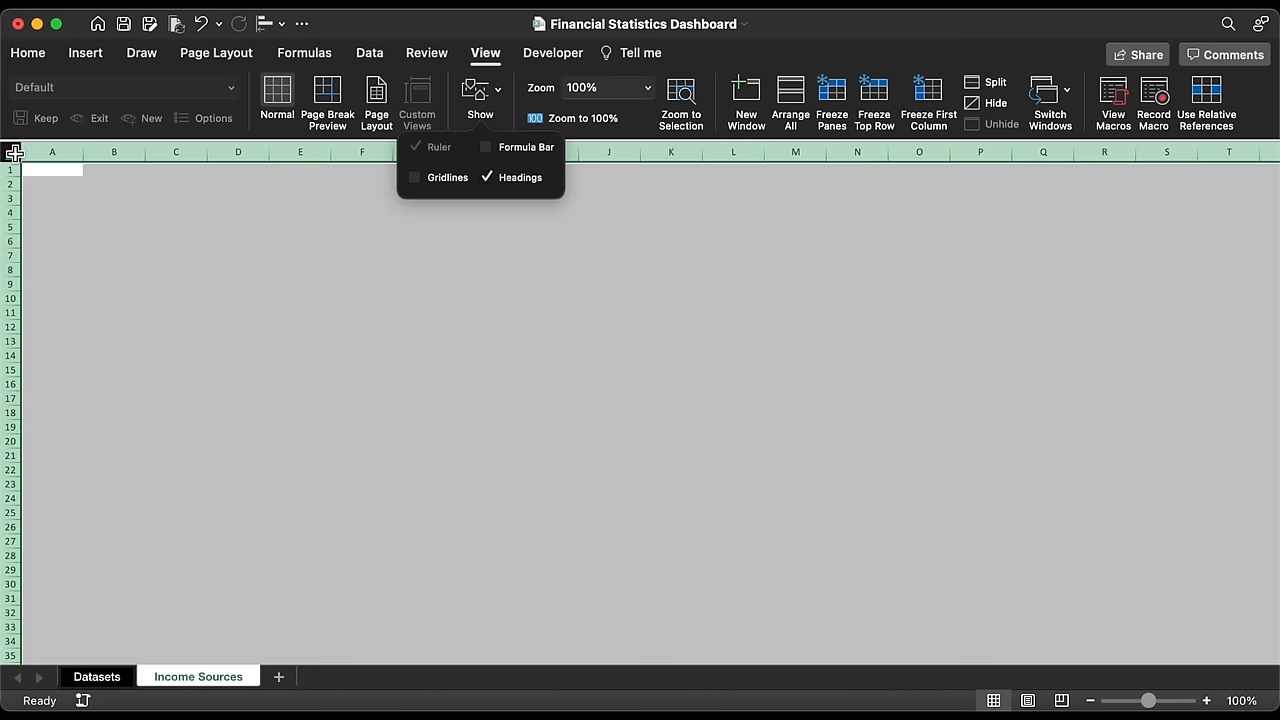 Financial Statistics Dashboard
Home Insert Draw Page Layout Formulas Data Review View Developer Tell me Share Comments
Default
Keep Exit New Options
Normal Page Break Preview Page Layout Custom Views
Show
Zoom 100%
100 Zoom to 100%
Zoom to Selection
New Window Arrange All Freeze Panes Freeze Top Row Freeze First Column
Split
Hide
Unhide
Switch Windows View Macros Record Macro Use Relative References
Ruler Formula Bar
Gridlines Headings
A B C D E F J K L M N O P Q R S T
1
2
3
4
5
6
7
8
9
10
11
12
13
14
15
16
17
18
19
20
21
22
23
24
25
26
27
28
29
30
31
32
33
34
35
Datasets Income Sources
Ready 100%